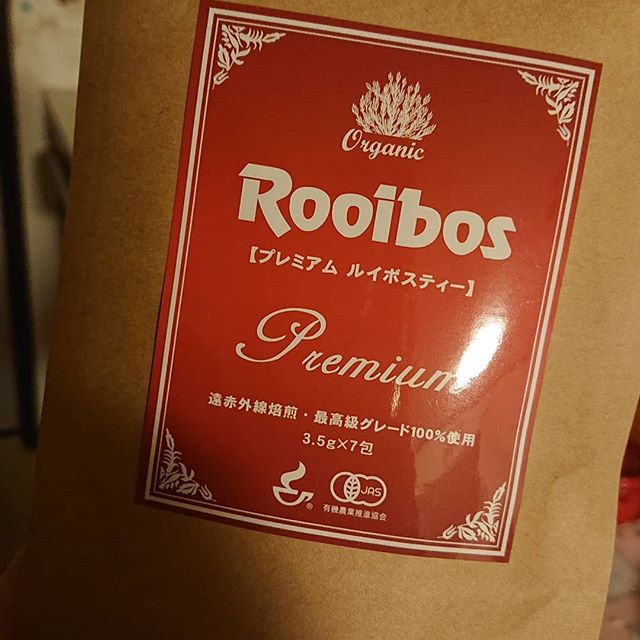 Organic
Rooibos
【プレミアム ルイボスティー】
Premium
遠赤外線焙煎・最高級グレード100%使用
3.5g×7包
® JAS
有機農業推進協会